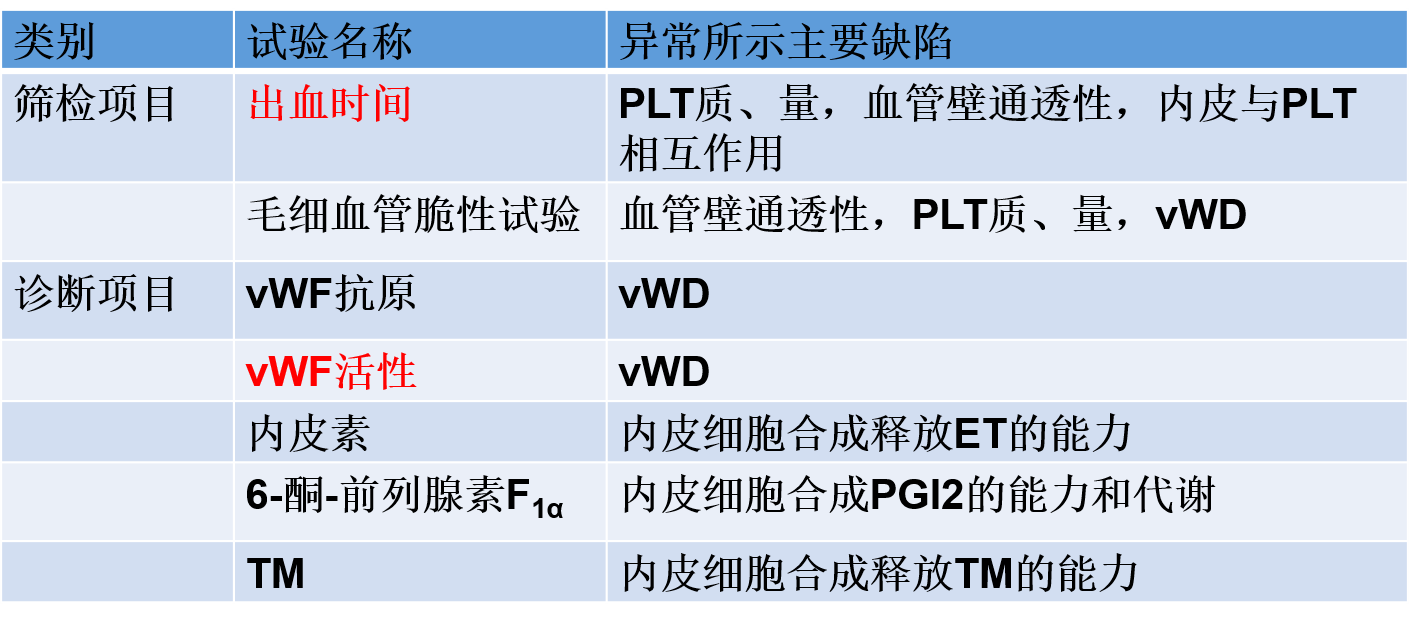 类别 试验名称 异常所示主要缺陷
筛检项目 出血时间 PLT质、量，血管壁通透性，内皮与PLT
相互作用
毛细血管脆性试验 血管壁通透性，PLT质、量，vWD
诊断项目 vWF抗原 vWD
vWF活性 vWD
内皮素 内皮细胞合成释放ET的能力
6-酮-前列腺素F1α 内皮细胞合成PGI2的能力和代谢
TM 内皮细胞合成释放TM的能力